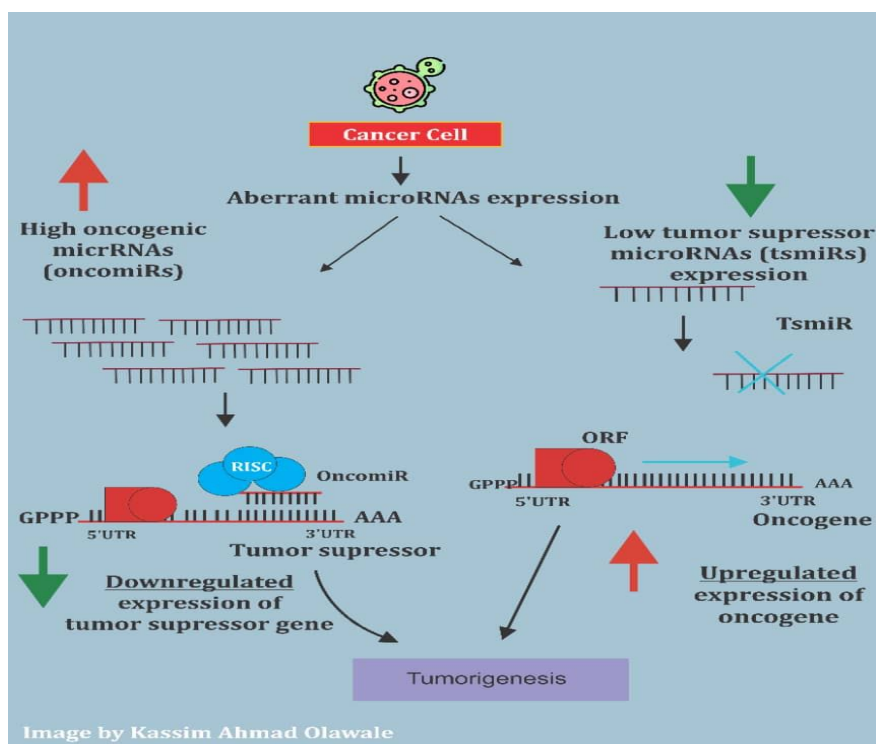 Cancer Cell
Aberrant microRNAs expression
High oncogenic
micrRNAs
(oncomiRs)
Low tumor supressor
microRNAs (tsmiRs)
expression
TsmiR
RISC
OncomiR
GPPP
AAA
5'UTR
3'UTR
Tumor supressor
ORF
GPPP
AAA
5'UTR
3'UTR
Oncogene
Downregulated
expression of
tumor supressor gene
Upregulated
expression of
oncogene
Tumorigenesis
Image by Kassim Ahmad Olawale